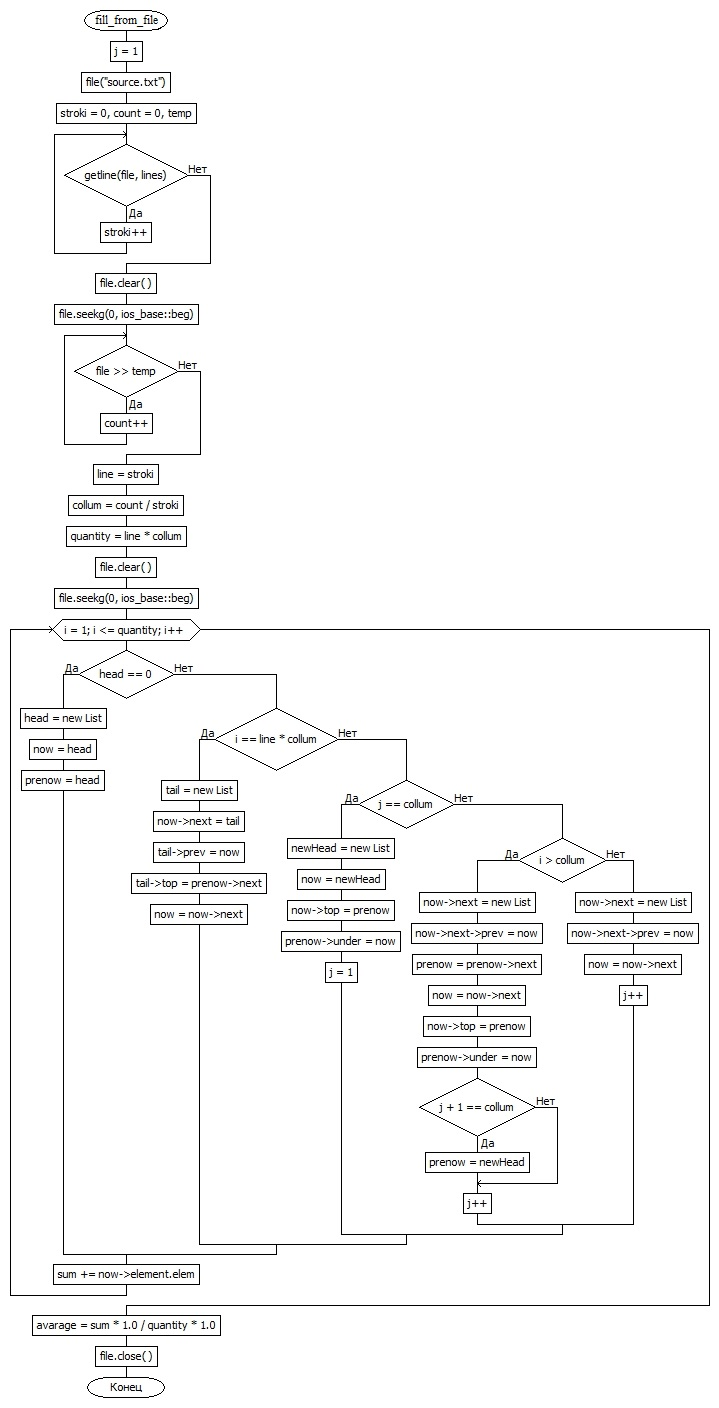 fill_from_file
j = 1
file("source.txt")
stroki = 0, count = 0, temp
getline(file, lines)
Нет
Да
stroki++
file.clear()
file.seekg(0, ios_base::beg)
file >> temp
Нет
Да
count++
line = stroki
collum = count / stroki
quantity = line * collum
file.clear()
file.seekg(0, ios_base::beg)
i = 1; i <= quantity; i++
Да
head == 0
Нет
head = new List
now = head
prenow = head
Да
i == line * collum
Нет
tail = new List
now->next = tail
tail->prev = now
tail->top = prenow->next
now = now->next
Да
j == collum
Нет
newHead = new List
now = newHead
now->top = prenow
prenow->under = now
j = 1
Да
i > collum
Нет
now->next = new List
now->next->prev = now
prenow = prenow->next
now = now->next
now->top = prenow
prenow->under = now
j + 1 == collum
Нет
Да
prenow = newHead
j++
now->next = new List
now->next->prev = now
now = now->next
j++
sum += now->element.elem
avarage = sum * 1.0 / quantity * 1.0
file.close()
Конец